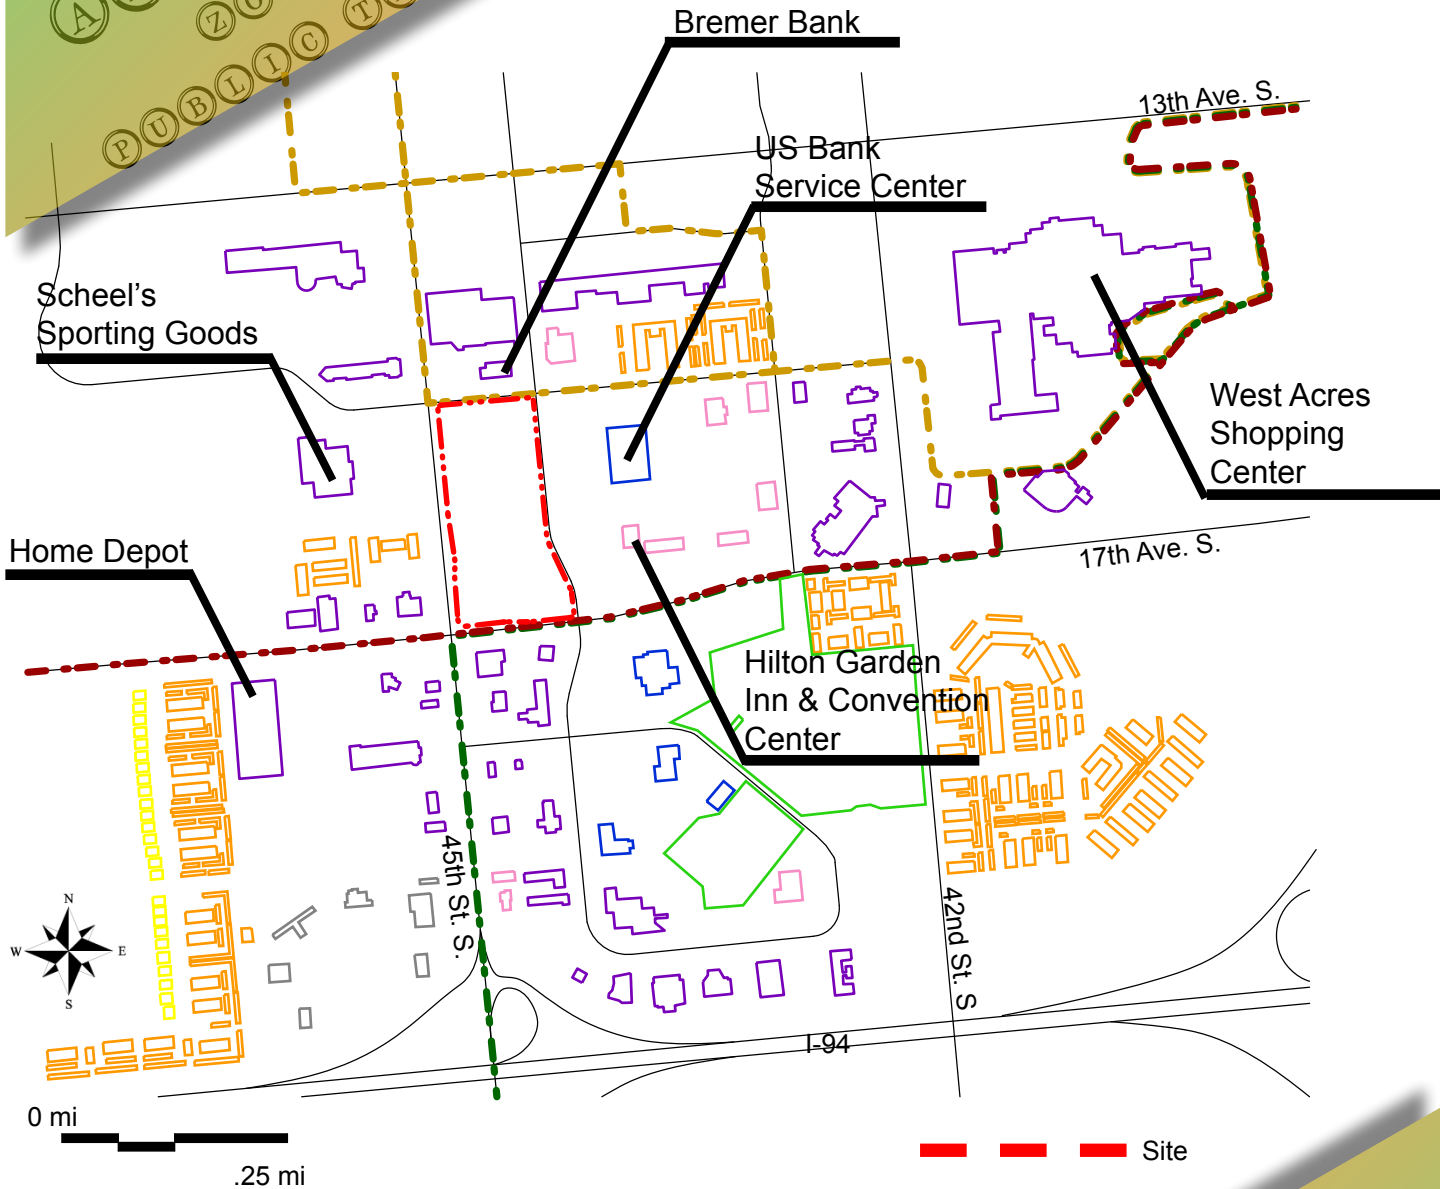 PUBLIC
Bremer Bank
13th Ave. S.
US Bank
Service Center
Scheel's
Sporting Goods
West Acres
Shopping
Center
Home Depot
17th Ave. S.
Hilton Garden
Inn & Convention
Center
45th St. S.
42nd St. S
N
W
E
S
I-94
0 mi
.25 mi
Site